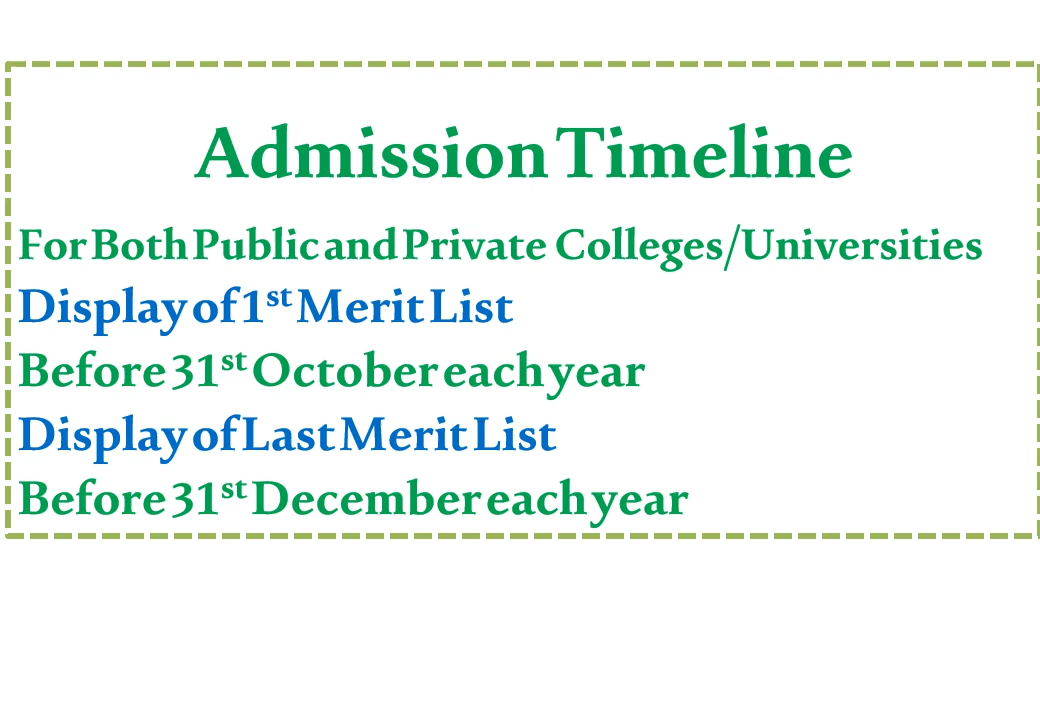 Admission Timeline
For Both Public and Private Colleges/Universities
Display of 1st Merit List
Before 31st October each year
Display of Last Merit List
Before 31st December each year